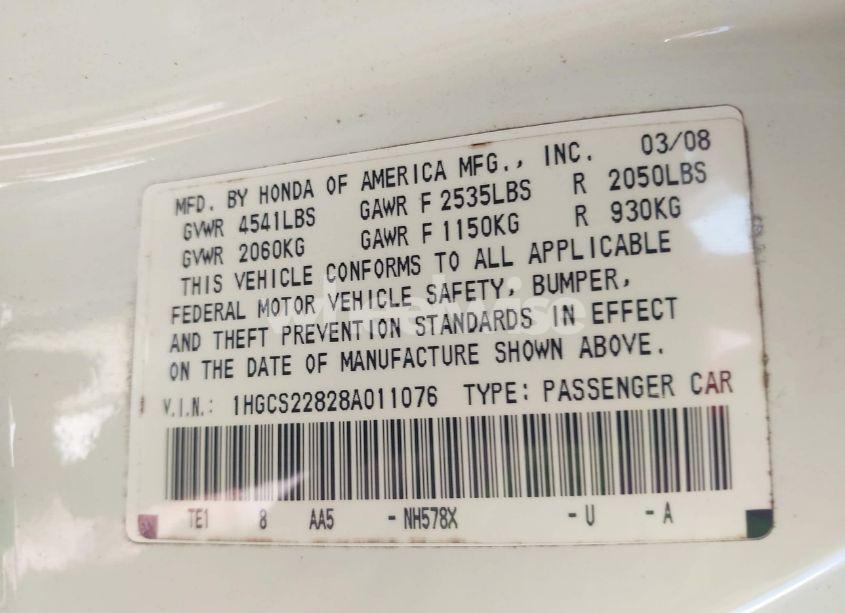 MFD. BY HONDA OF AMERICA MFG., INC. 03/08
GVWR 4541LBS GAWR F 2535LBS R 2050LBS
GVWR 2060KG GAWR F 1150KG R 930KG
THIS VEHICLE CONFORMS TO ALL APPLICABLE
FEDERAL MOTOR VEHICLE SAFETY, BUMPER,
AND THEFT PREVENTION STANDARDS IN EFFECT
ON THE DATE OF MANUFACTURE SHOWN ABOVE.
V.I.N.: 1HGCS22828A011076 TYPE: PASSENGER CAR
TE1 8 AA5 -NH578X -U -A